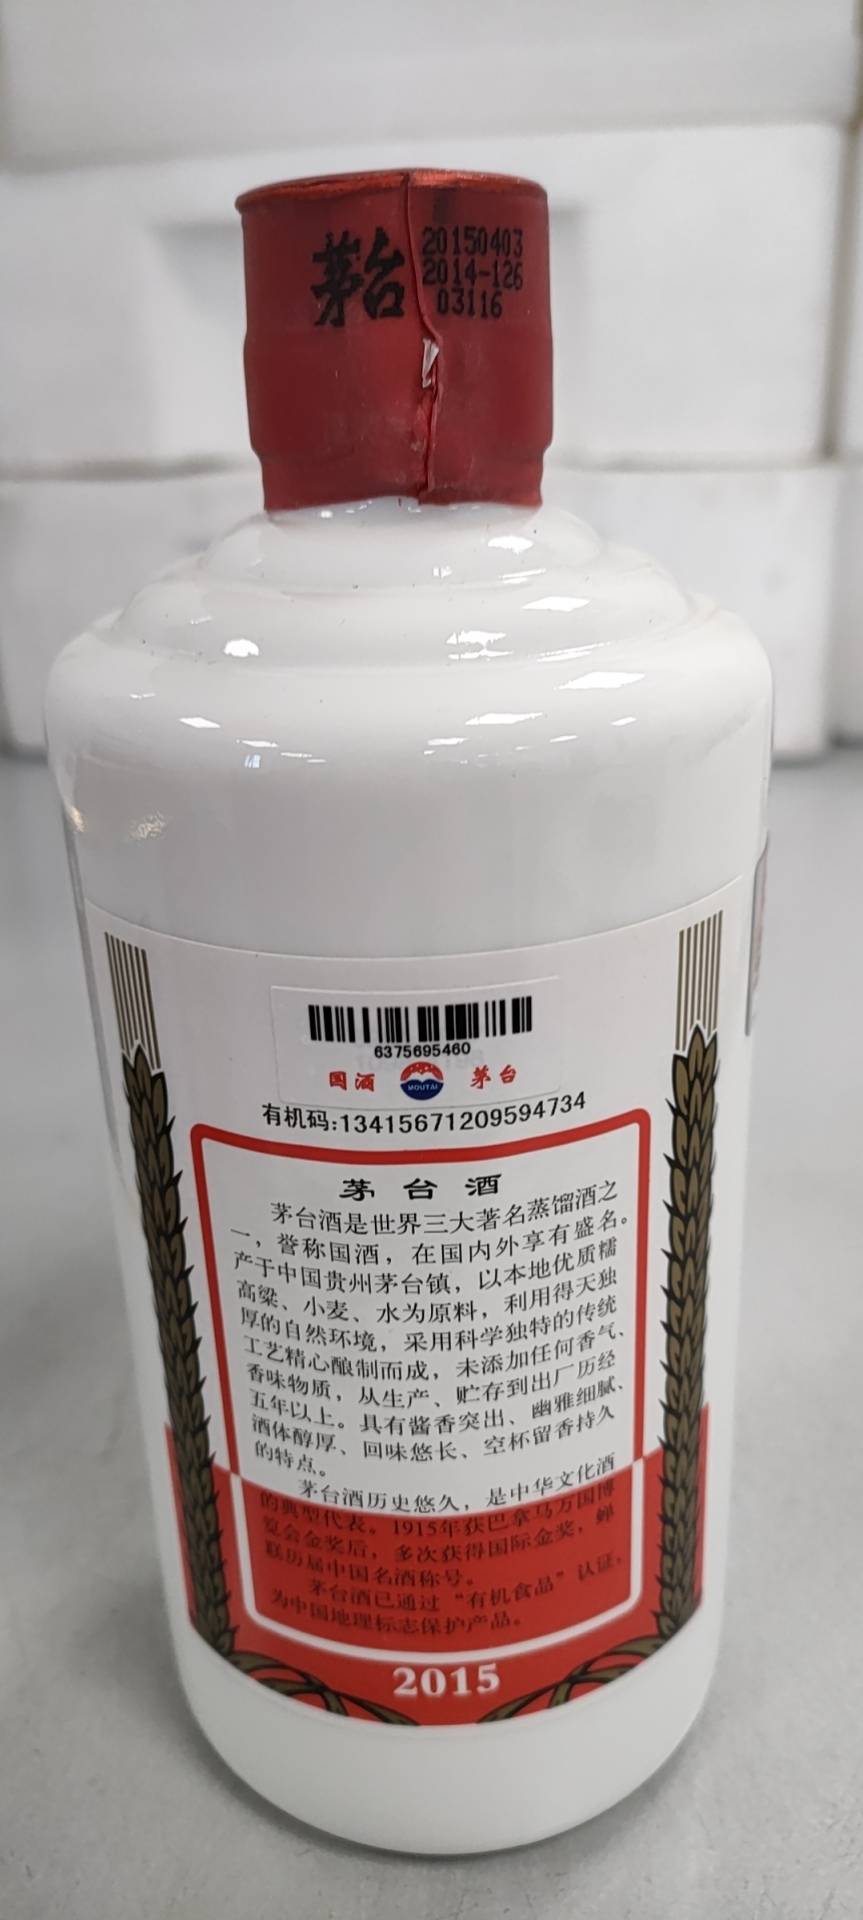 茅台
20150403
2014-126
03116
6375695460
国酒 MOUTAI 茅台
有机码:13415671209594734
茅台酒
茅台酒是世界三大著名蒸馏酒之
一，誉称国酒，在国内外享有盛名。
产于中国贵州茅台镇，以本地优质糯
高粱、小麦、水为原料，利用得天独
厚的自然环境，采用科学独特的传统
工艺精心酿制而成，未添加任何香气、
香味物质，从生产、贮存到出厂历经
五年以上。具有酱香突出、幽雅细腻、
酒体醇厚、回味悠长、空杯留香持久
的特点。
茅台酒历史悠久，是中华文化酒
的典型代表。1915年获巴拿马万国博
览会金奖后，多次获得国际金奖，蝉
联历届中国名酒称号。
茅台酒已通过“有机食品”认证，
为中国地理标志保护产品。
2015